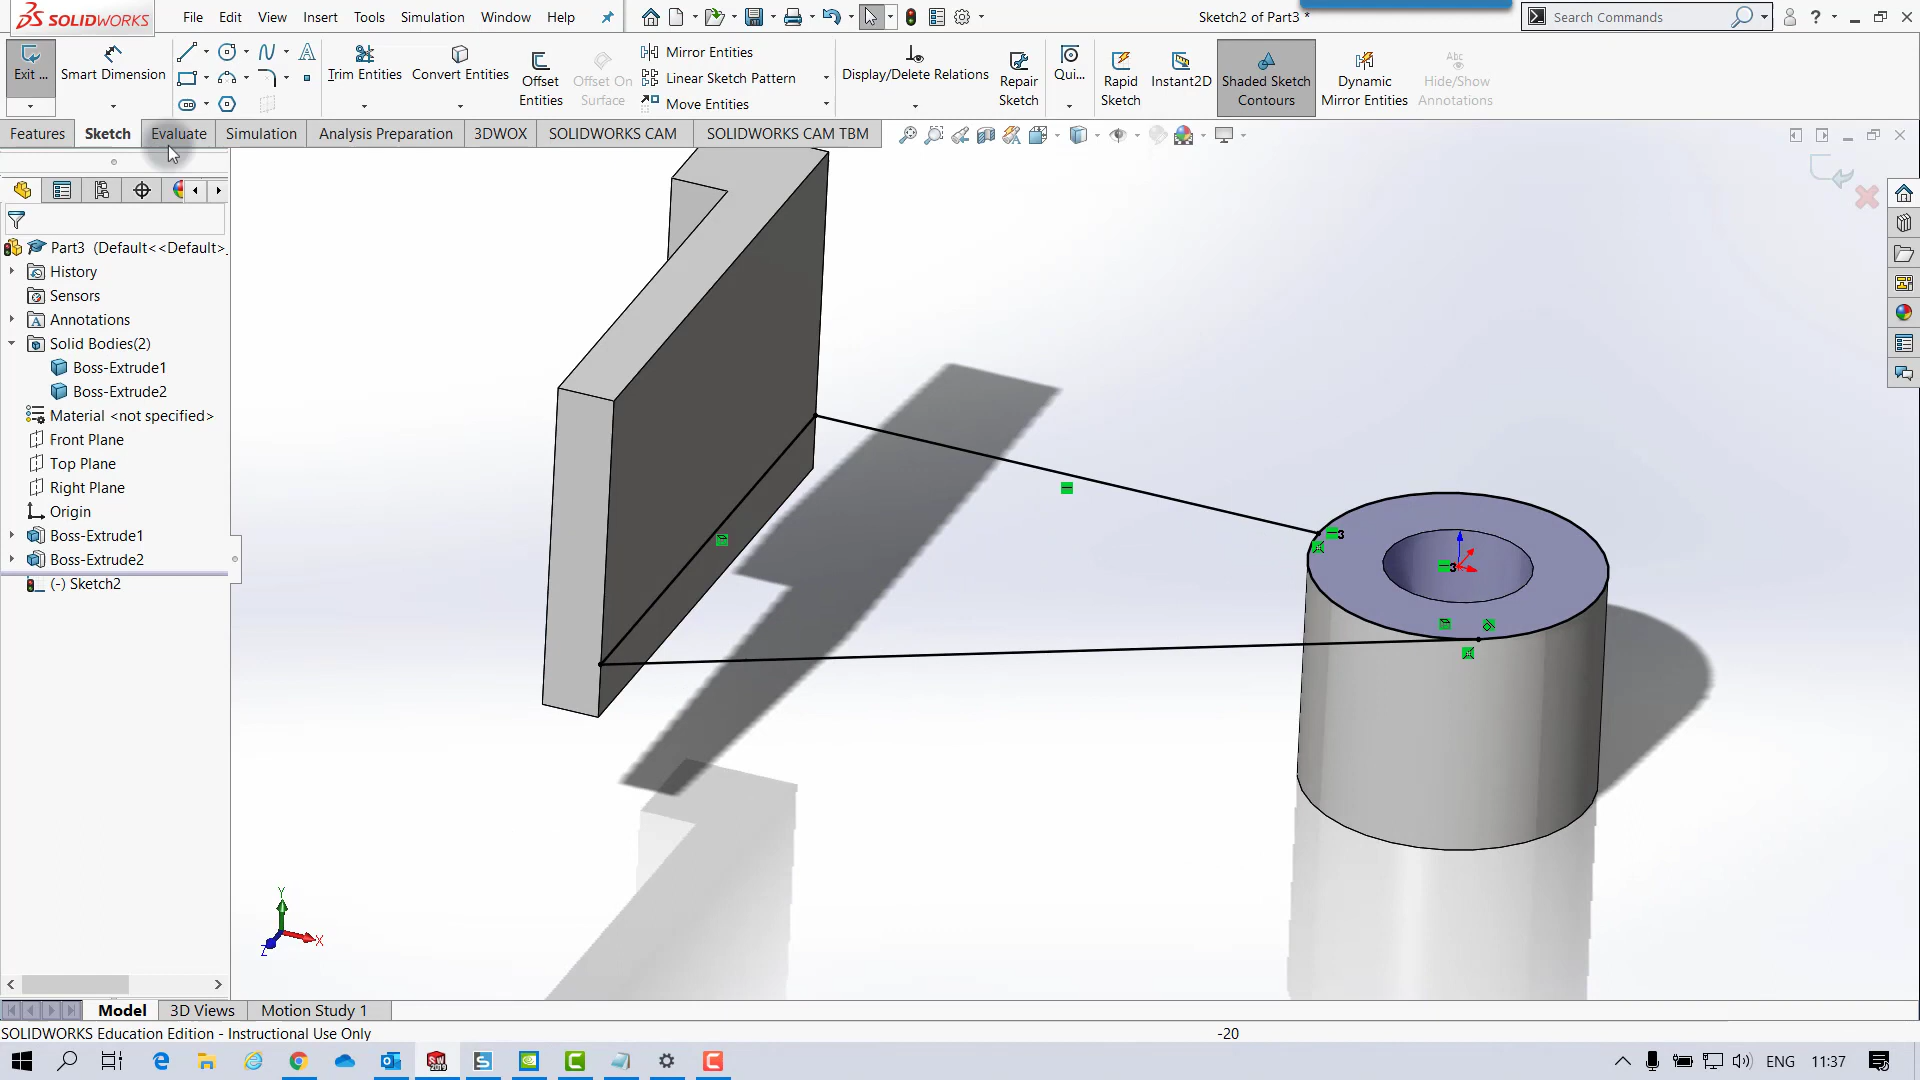 SOLIDWORKS File Edit View Insert Tools Simulation Window Help Sketch2 of Part3 * Search Commands
Exit ... Smart Dimension Trim Entities Convert Entities Offset Entities Offset On Surface Mirror Entities Linear Sketch Pattern Move Entities Display/Delete Relations Repair Sketch Qui... Rapid Sketch Instant2D Shaded Sketch Contours Dynamic Mirror Entities Hide/Show Annotations
Features Sketch Evaluate Simulation Analysis Preparation 3DWOX SOLIDWORKS CAM SOLIDWORKS CAM TBM
Part3 (Default<<Default>_
History
Sensors
Annotations
Solid Bodies(2)
Boss-Extrude1
Boss-Extrude2
Material <not specified>
Front Plane
Top Plane
Right Plane
Origin
Boss-Extrude1
Boss-Extrude2
(-) Sketch2
3
3
Y
X
Z
Model 3D Views Motion Study 1
SOLIDWORKS Education Edition - Instructional Use Only -20
ENG 11:37